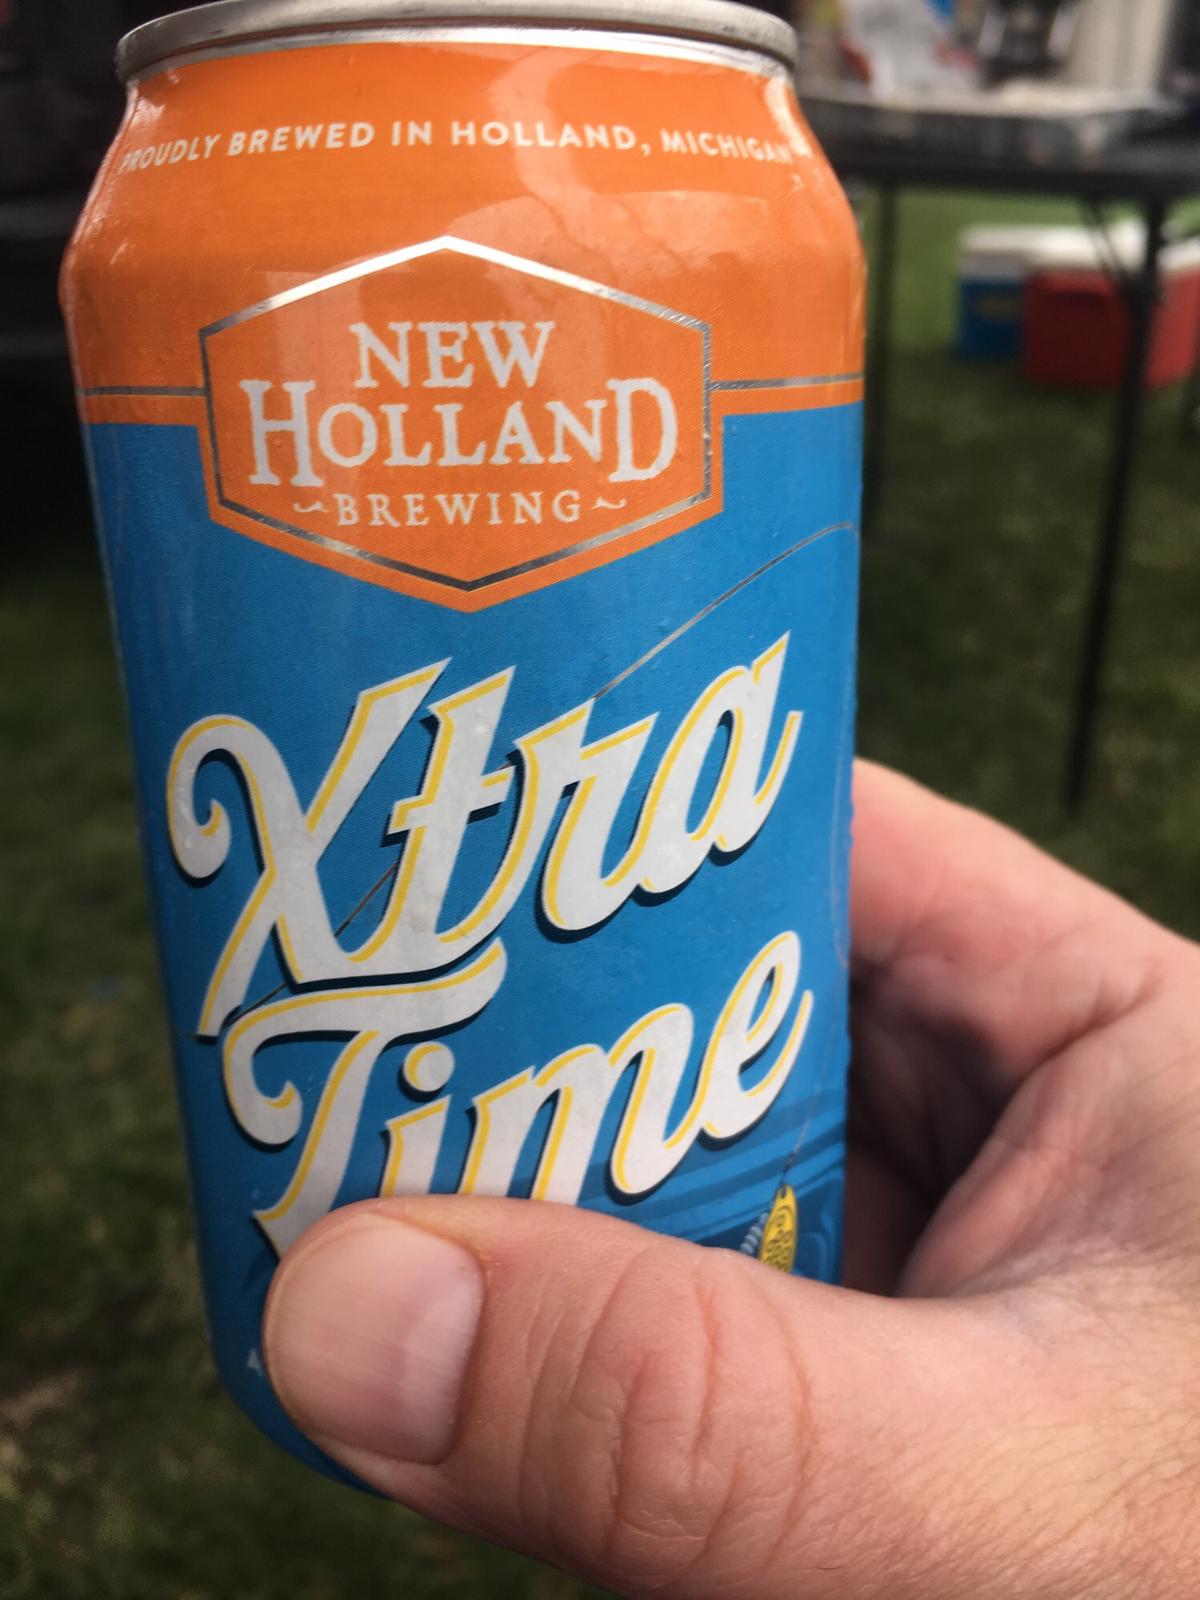 PROUDLY BREWED IN HOLLAND, MICHIGAN
NEW
HOLLAND
~BREWING~
Xtra
Time